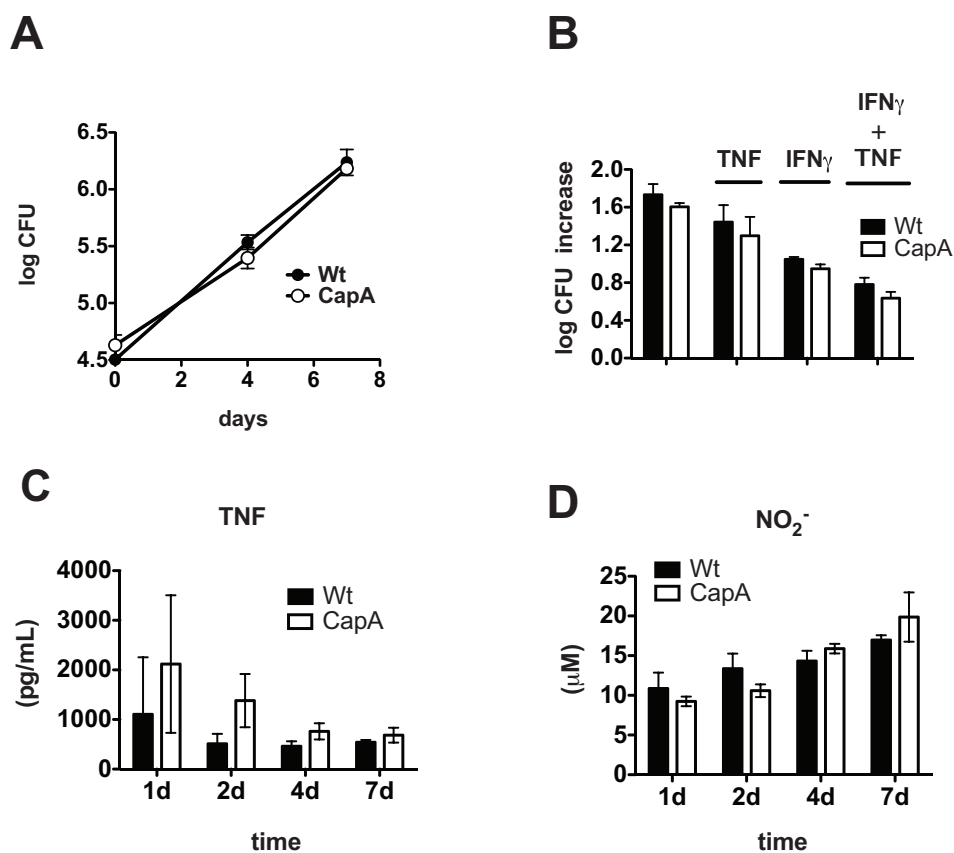 A
6.5
6.0
5.5
5.0
4.5
log CFU
Wt
CapA
0 2 4 6 8
days
B
IFNγ
+
TNF IFNγ TNF
2.0
1.6
1.2
0.8
0.4
0.0
log CFU increase
Wt
CapA
C
TNF
4000
3000
2000
1000
0
(pg/mL)
Wt
CapA
1d 2d 4d 7d
time
D
NO₂⁻
25
20
15
10
5
0
(μM)
Wt
CapA
1d 2d 4d 7d
time